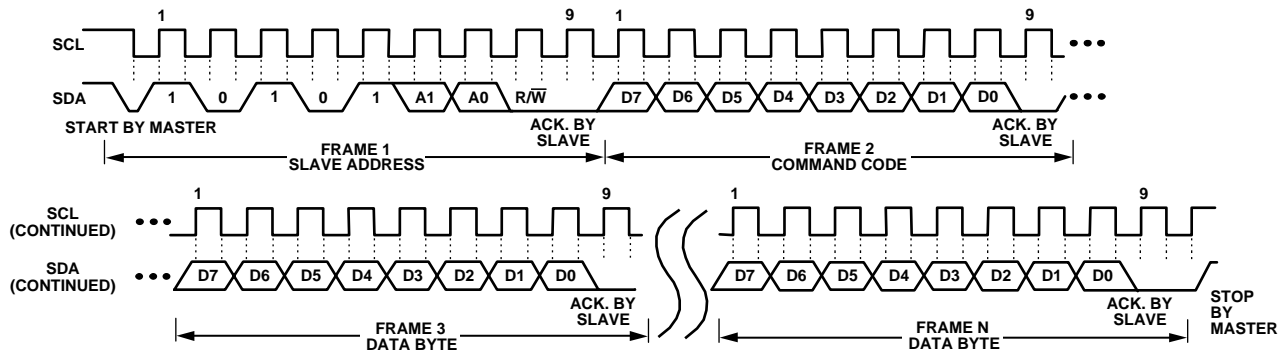 1 9 1 9
SCL
SDA 1 0 1 0 1 A1 A0 R/W̅ D7 D6 D5 D4 D3 D2 D1 D0
START BY MASTER ACK. BY SLAVE ACK. BY SLAVE
FRAME 1 SLAVE ADDRESS FRAME 2 COMMAND CODE
1 9 1 9
SCL (CONTINUED)
SDA (CONTINUED) D7 D6 D5 D4 D3 D2 D1 D0 D7 D6 D5 D4 D3 D2 D1 D0
ACK. BY SLAVE ACK. BY SLAVE STOP BY MASTER
FRAME 3 DATA BYTE FRAME N DATA BYTE